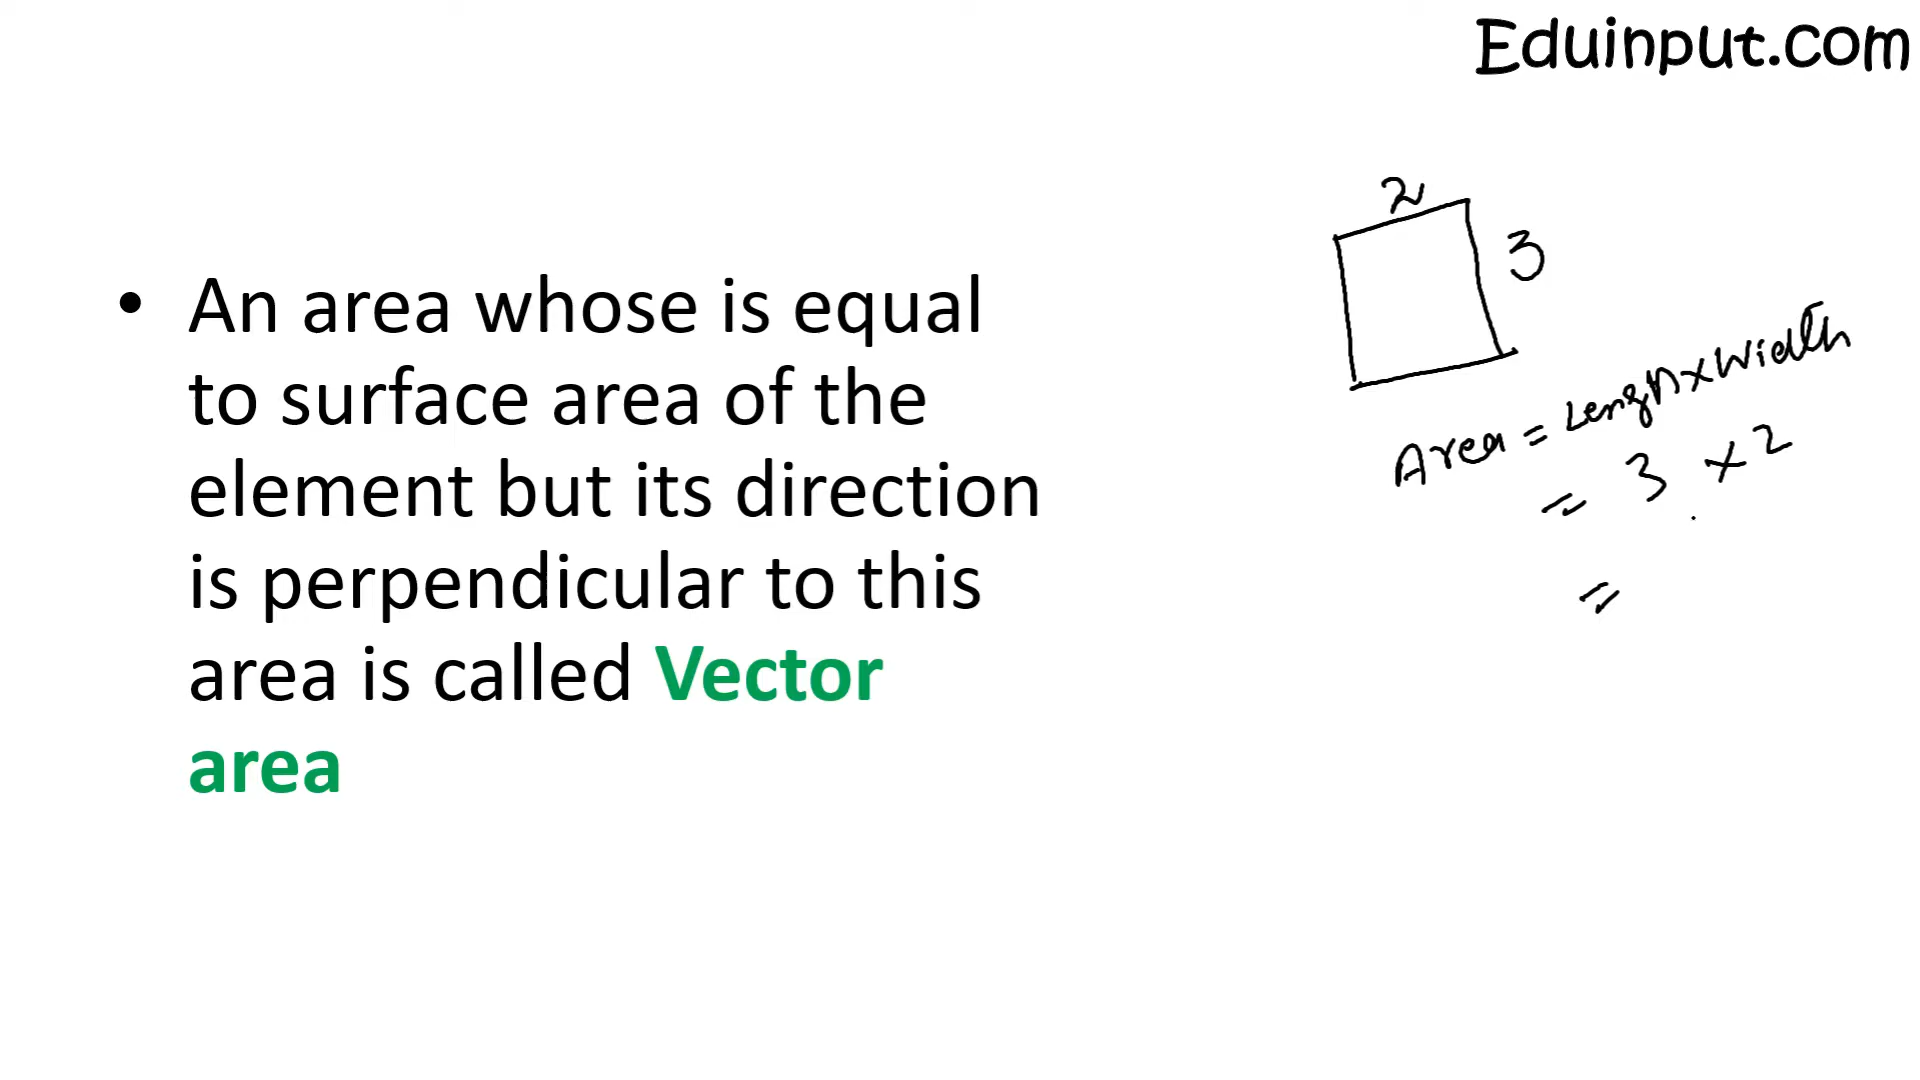 Eduinput.com
2
3
• An area whose is equal
to surface area of the
element but its direction
is perpendicular to this
area is called Vector
area
Area = Length x Width
= 3 x 2
=